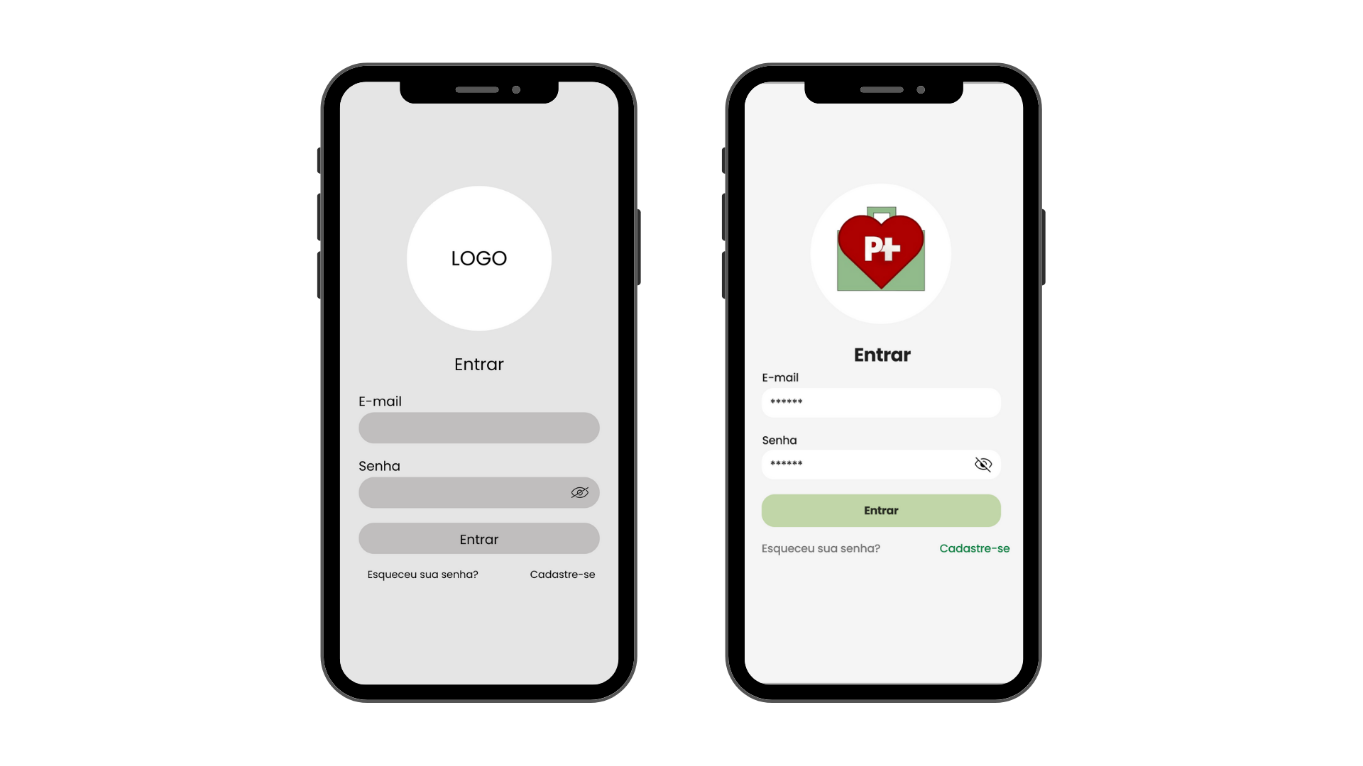 LOGO
Entrar
E-mail
Senha
Entrar
Esqueceu sua senha? Cadastre-se
P+
Entrar
E-mail
******
Senha
******
Entrar
Esqueceu sua senha? Cadastre-se